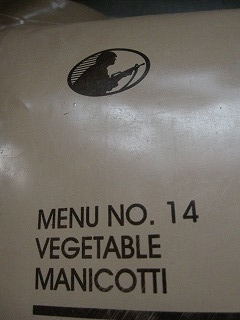 MENU NO. 14
VEGETABLE
MANICOTTI